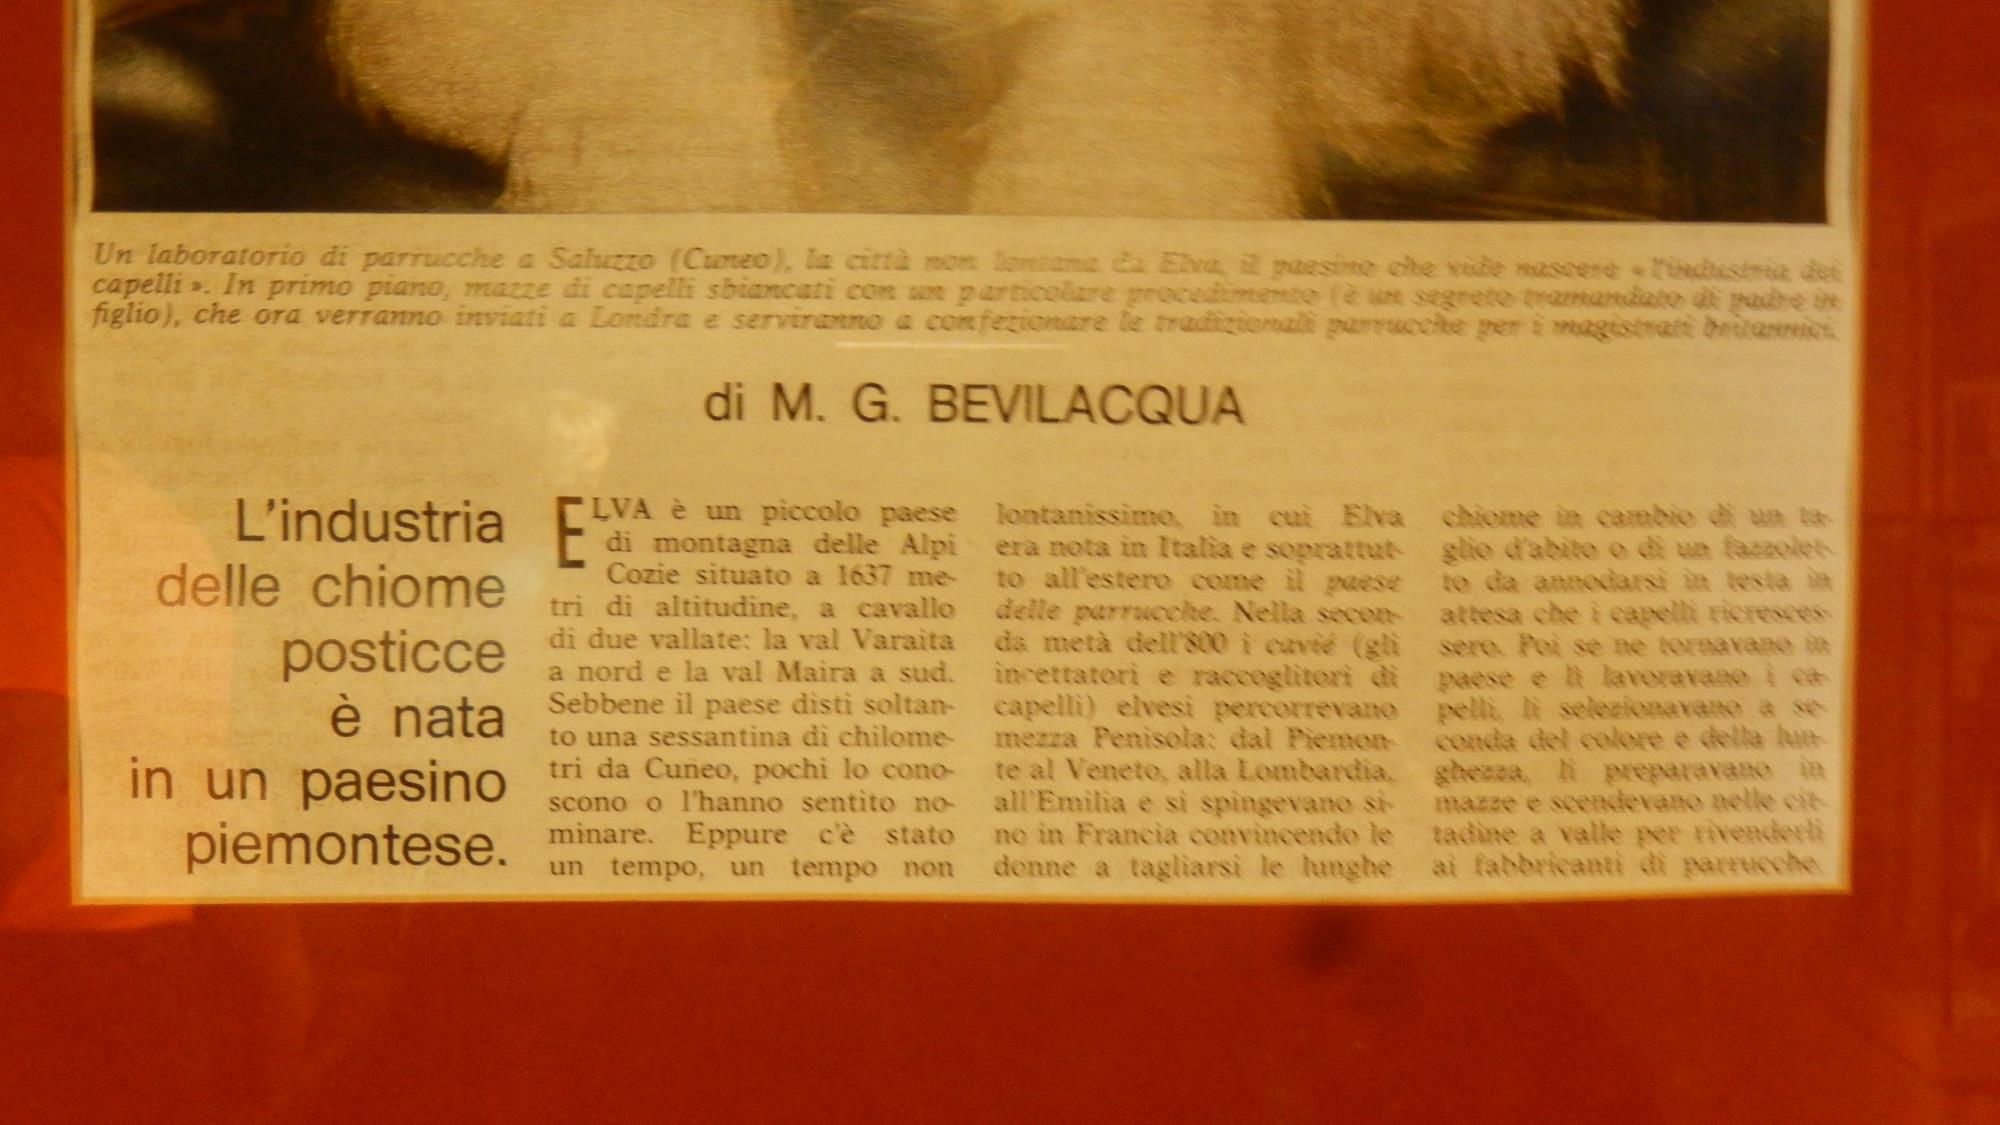 Un laboratorio di parrucche a Saluzzo (Cuneo), la città non lontana da Elva, il paesino che vide nascere « l'industria dei
capelli ». In primo piano, mazze di capelli sbiancati con un particolare procedimento (è un segreto tramandato di padre in
figlio), che ora verranno inviati a Londra e serviranno a confezionare le tradizionali parrucche per i magistrati britannici.
di M. G. BEVILACQUA
L'industria
delle chiome
posticce
è nata
in un paesino
piemontese.
ELVA è un piccolo paese
di montagna delle Alpi
Cozie situato a 1637 me-
tri di altitudine, a cavallo
di due vallate: la val Varaita
a nord e la val Maira a sud.
Sebbene il paese disti soltan-
to una sessantina di chilome-
tri da Cuneo, pochi lo cono-
scono o l'hanno sentito no-
minare. Eppure c'è stato
un tempo, un tempo non
lontanissimo, in cui Elva
era nota in Italia e soprattut-
to all'estero come il paese
delle parrucche. Nella secon-
da metà dell'800 i cavié (gli
incettatori e raccoglitori di
capelli) elvesi percorrevano
mezza Penisola: dal Piemon-
te al Veneto, alla Lombardia,
all'Emilia e si spingevano si-
no in Francia convincendo le
donne a tagliarsi le lunghe
chiome in cambio di un ta-
glio d'abito o di un fazzolet-
to da annodarsi in testa in
attesa che i capelli ricresces-
sero. Poi se ne tornavano in
paese e lì lavoravano i ca-
pelli, li selezionavano a se-
conda del colore e della lun-
ghezza, li preparavano in
mazze e scendevano nelle cit-
tadine a valle per rivenderli
ai fabbricanti di parrucche.